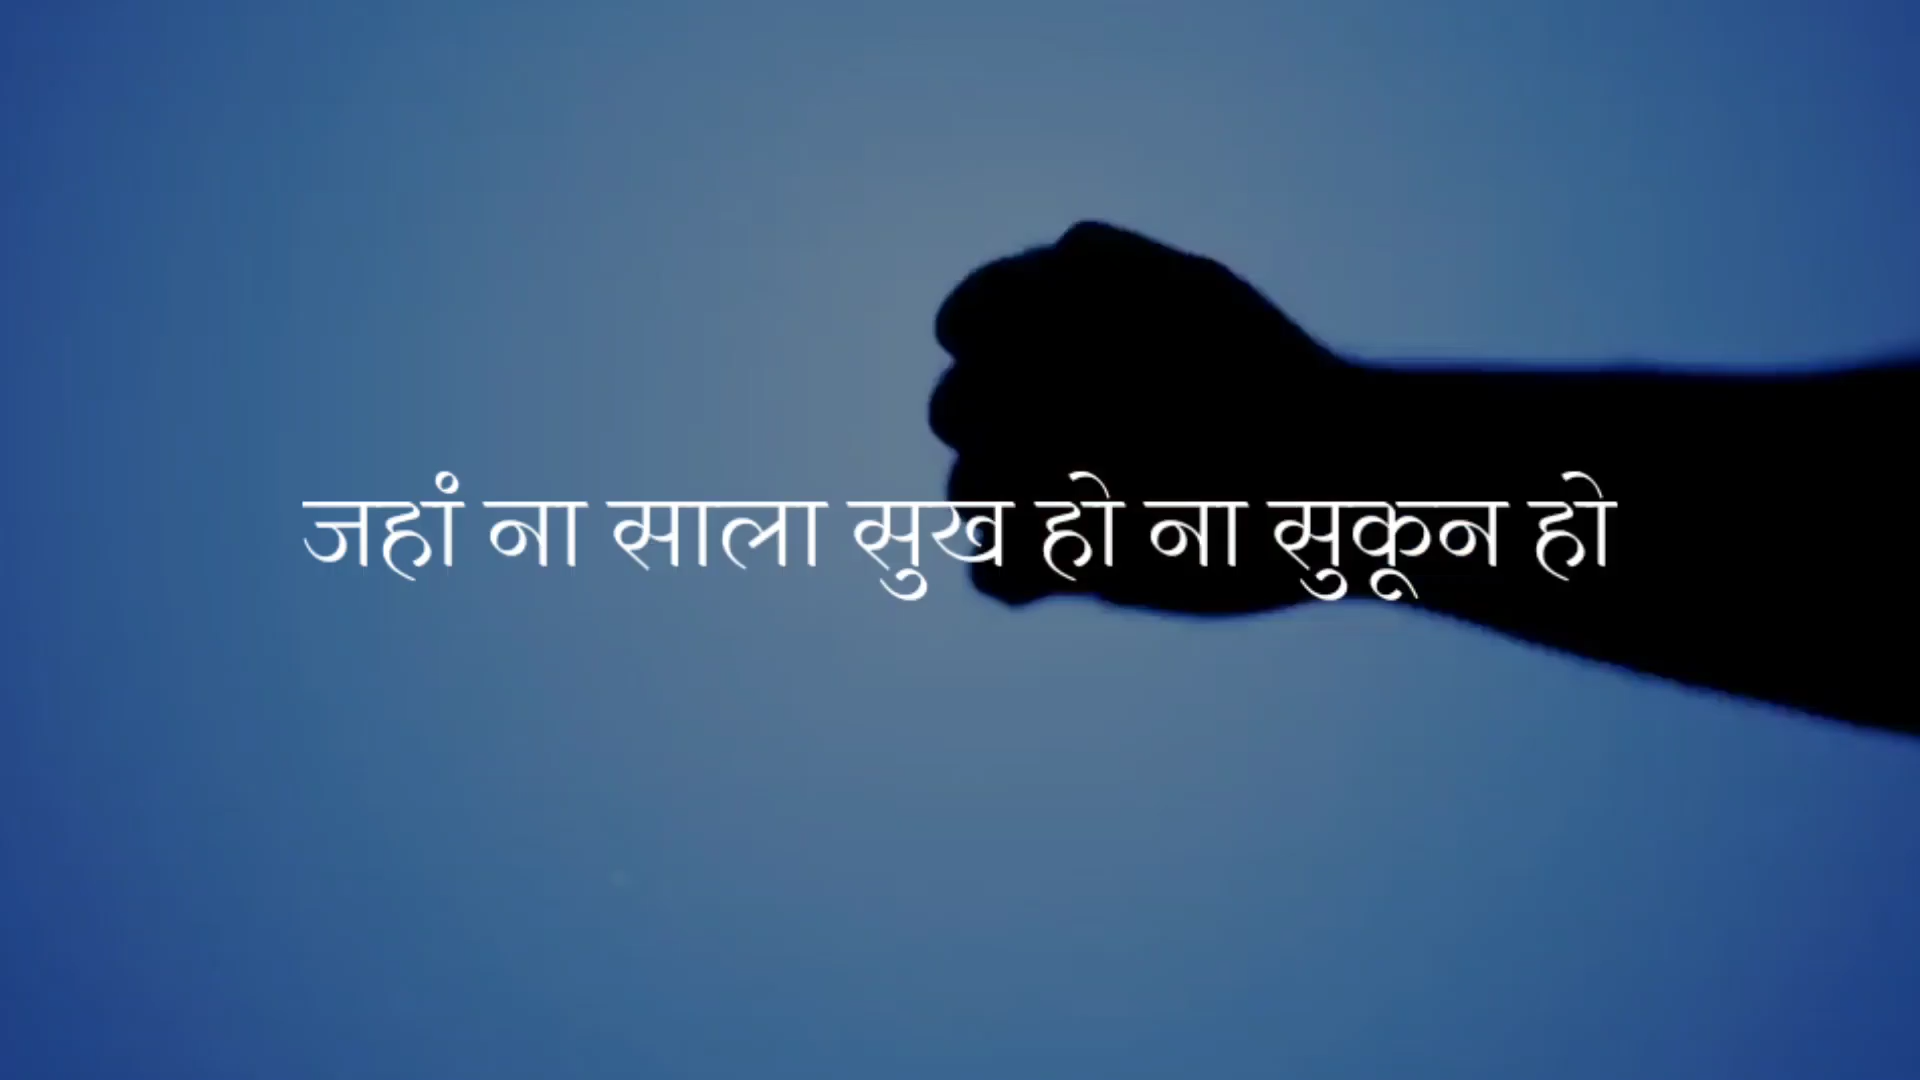 जहां ना साला सुख हो ना सुकून हो